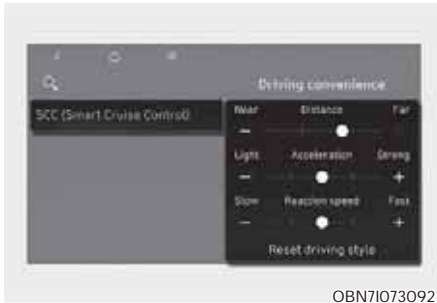 Driving convenience
SCC (Smart Cruise Control)
Near Distance Far
− +
Light Acceleration Strong
− +
Slow Reaction speed Fast
− +
Reset driving style
OBN7I073092